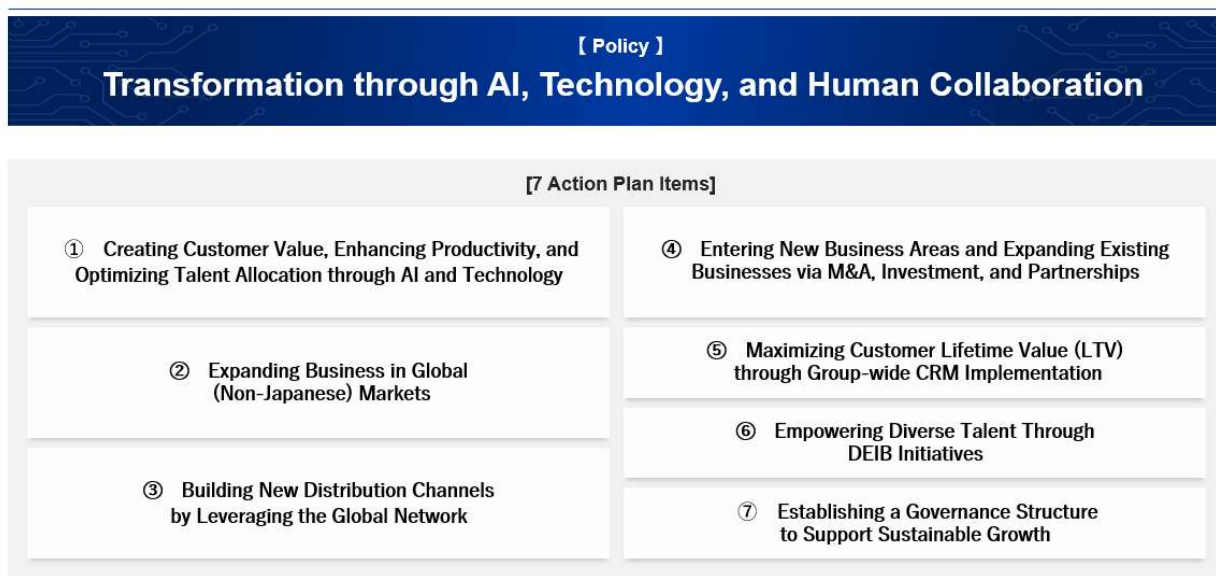 【 Policy 】
Transformation through AI, Technology, and Human Collaboration
[7 Action Plan Items]
① Creating Customer Value, Enhancing Productivity, and
Optimizing Talent Allocation through AI and Technology
② Expanding Business in Global
(Non-Japanese) Markets
③ Building New Distribution Channels
by Leveraging the Global Network
④ Entering New Business Areas and Expanding Existing
Businesses via M&A, Investment, and Partnerships
⑤ Maximizing Customer Lifetime Value (LTV)
through Group-wide CRM Implementation
⑥ Empowering Diverse Talent Through
DEIB Initiatives
⑦ Establishing a Governance Structure
to Support Sustainable Growth